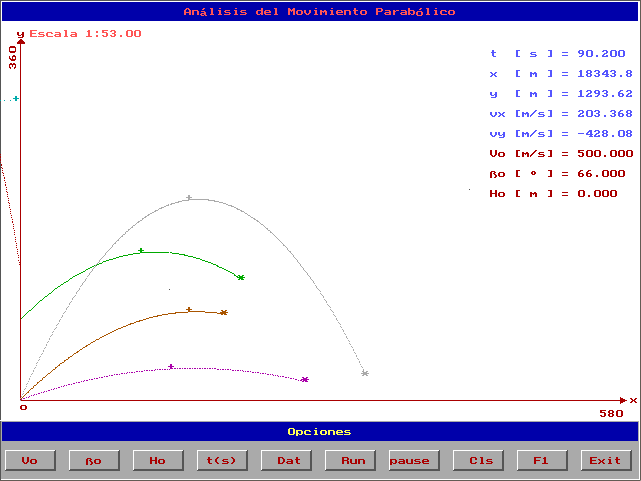 Análisis del Movimiento Parabólico
Escala 1:53.00
Y
360
t [ s ] = 90.200
x [ m ] = 18343.8
y [ m ] = 1293.62
vx [m/s] = 203.368
vy [m/s] = -428.08
Vo [m/s] = 500.000
ßo [ º ] = 66.000
Ho [ m ] = 0.000
x
0
580
Opciones
Vo ßo Ho t(s) Dat Run pause Cls F1 Exit